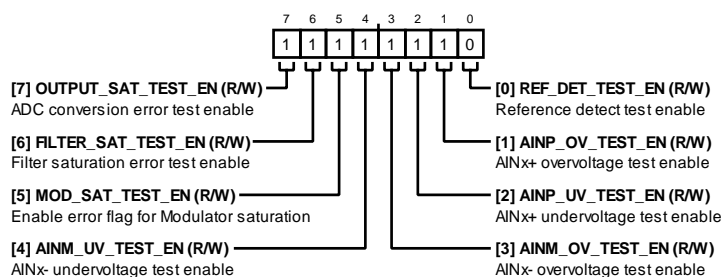 7 6 5 4 3 2 1 0
1 1 1 1 1 1 1 0
[7] OUTPUT_SAT_TEST_EN (R/W)
ADC conversion error test enable
[6] FILTER_SAT_TEST_EN (R/W)
Filter saturation error test enable
[5] MOD_SAT_TEST_EN (R/W)
Enable error flag for Modulator saturation
[4] AINM_UV_TEST_EN (R/W)
AINx- undervoltage test enable
[0] REF_DET_TEST_EN (R/W)
Reference detect test enable
[1] AINP_OV_TEST_EN (R/W)
AINx+ overvoltage test enable
[2] AINP_UV_TEST_EN (R/W)
AINx+ undervoltage test enable
[3] AINM_OV_TEST_EN (R/W)
AINx- overvoltage test enable